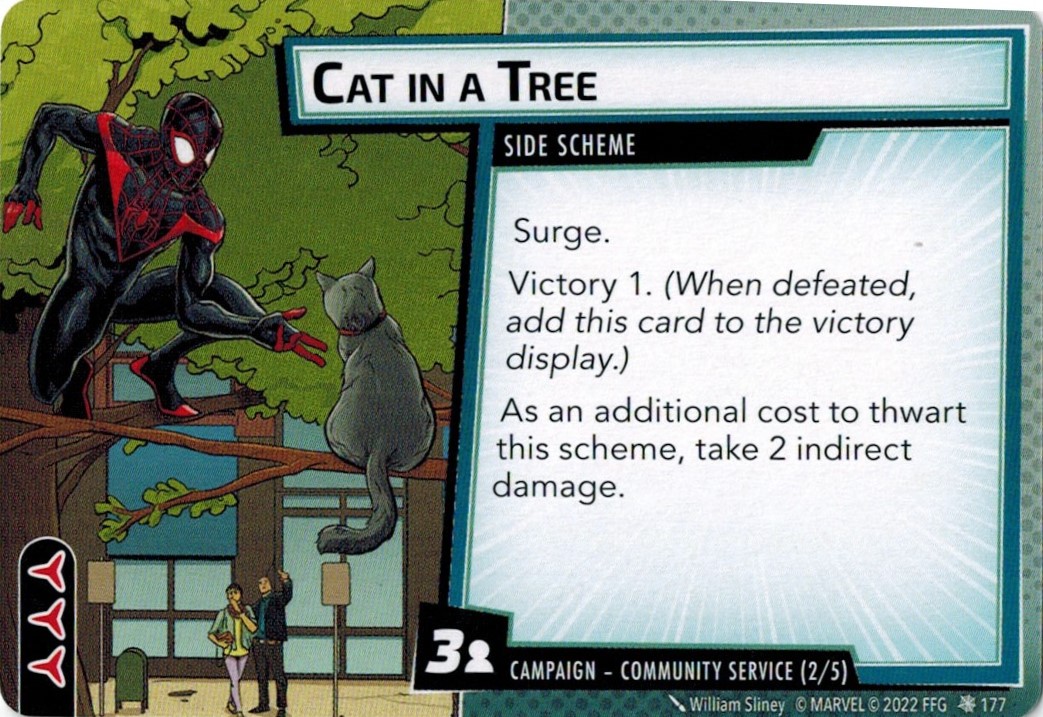 CAT IN A TREE
SIDE SCHEME
Surge.
Victory 1. (When defeated,
add this card to the victory
display.)
As an additional cost to thwart
this scheme, take 2 indirect
damage.
3
CAMPAIGN – COMMUNITY SERVICE (2/5)
William Sliney © MARVEL © 2022 FFG 177